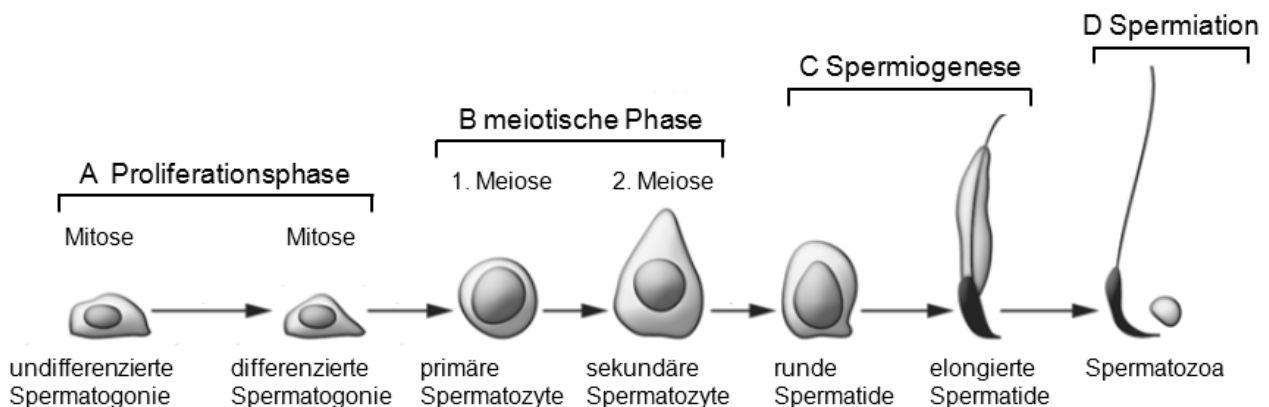 D Spermiation
C Spermiogenese
B meiotische Phase
A Proliferationsphase
1. Meiose
2. Meiose
Mitose
Mitose
undifferenzierte
Spermatogonie
differenzierte
Spermatogonie
primäre
Spermatozyte
sekundäre
Spermatozyte
runde
Spermatide
elongierte
Spermatide
Spermatozoa